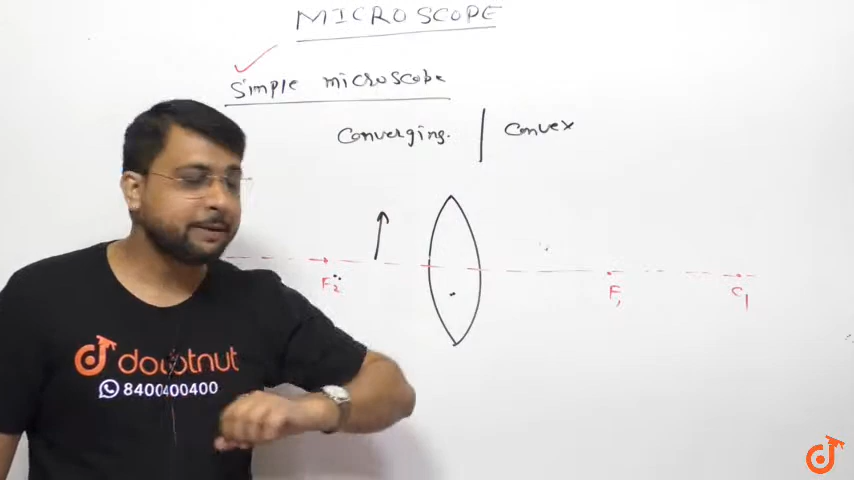 MICROSCOPE
Simple microscope
Converging. | Convex
F2
F1
C1
doubtnut
8400400400